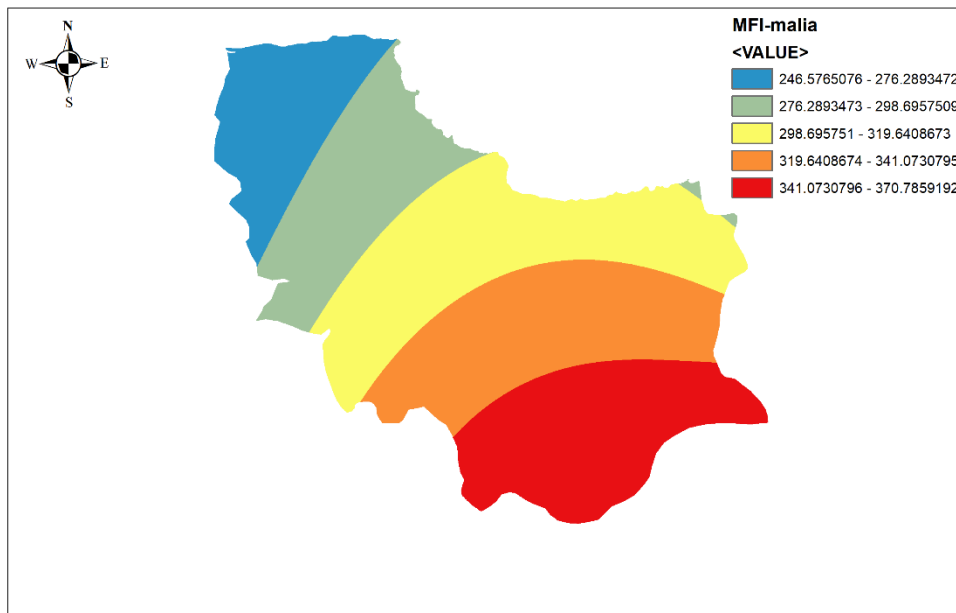 N
W E
S
MFI-malia
<VALUE>
246.5765076 - 276.2893472
276.2893473 - 298.6957509
298.695751 - 319.6408673
319.6408674 - 341.0730795
341.0730796 - 370.7859192